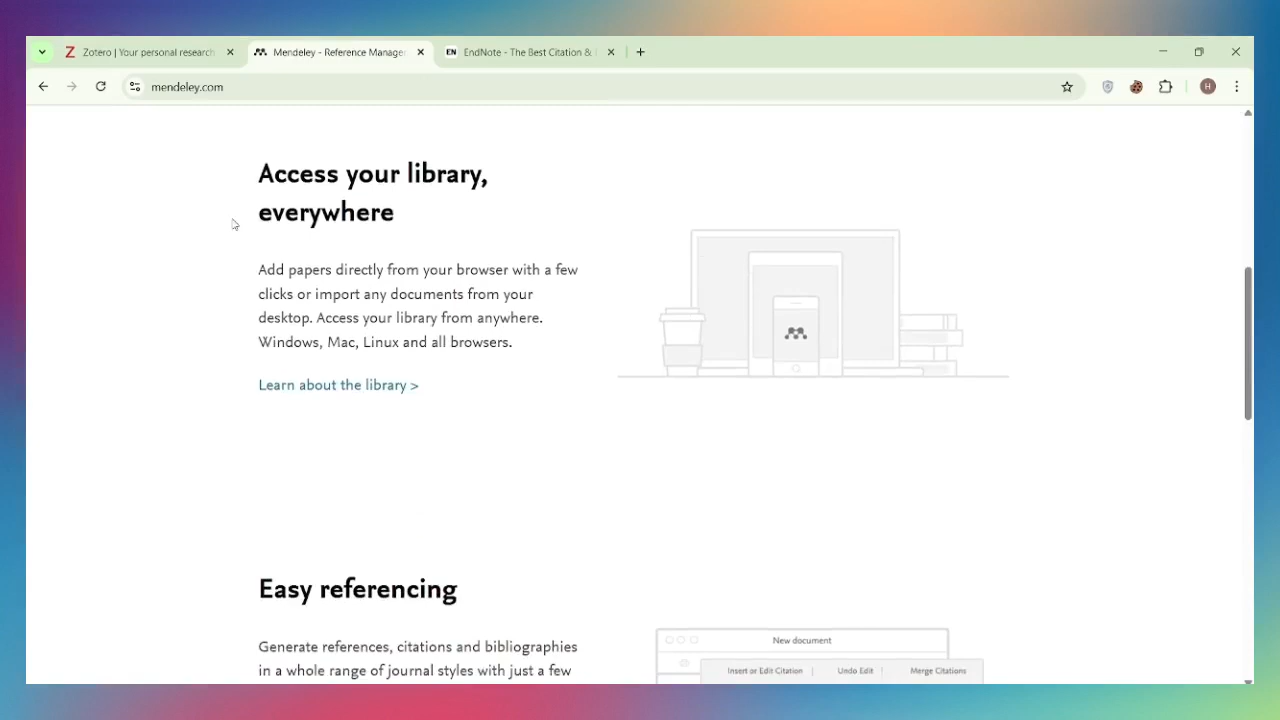 Zotero | Your personal research
Mendeley - Reference Manage
EN EndNote - The Best Citation &
mendeley.com
H
Access your library,
everywhere
Add papers directly from your browser with a few
clicks or import any documents from your
desktop. Access your library from anywhere.
Windows, Mac, Linux and all browsers.
Learn about the library >
Easy referencing
Generate references, citations and bibliographies
in a whole range of journal styles with just a few
New document
Insert or Edit Citation | Undo Edit | Merge Citations